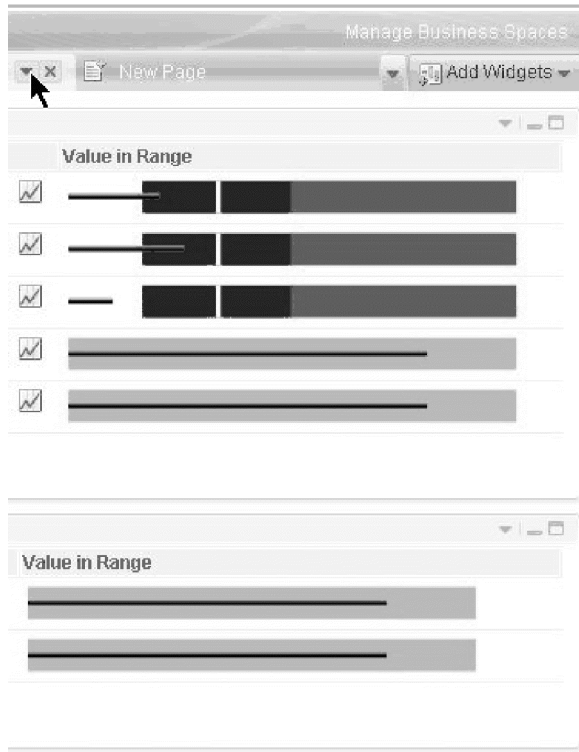 Manage Business Spaces
New Page
Add Widgets
Value in Range
Value in Range